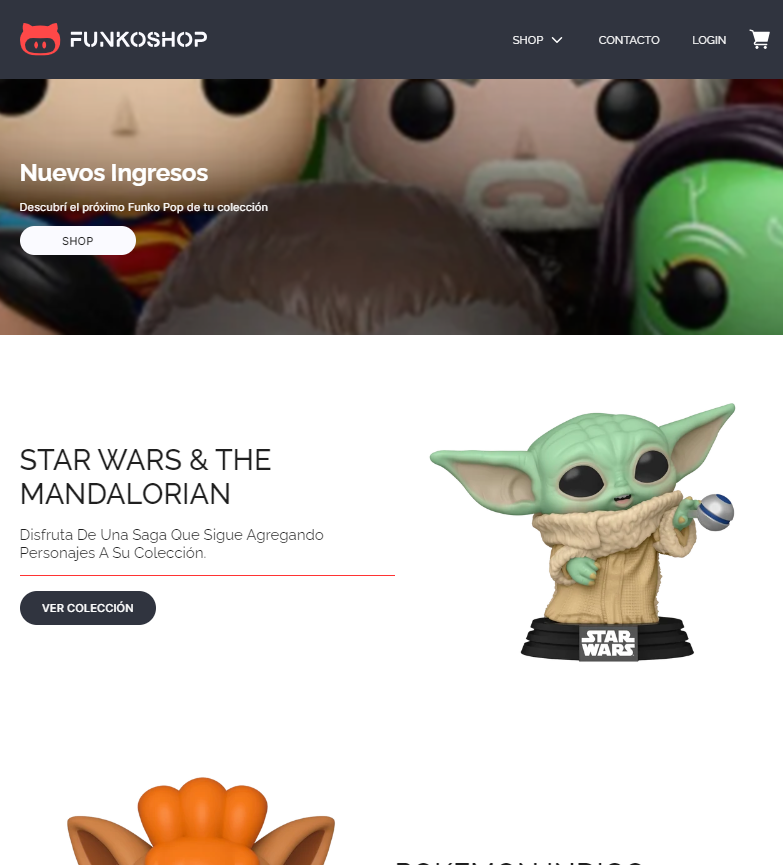 FUNKOSHOP
SHOP
CONTACTO
LOGIN
Nuevos Ingresos
Descubrí el próximo Funko Pop de tu colección
SHOP
STAR WARS & THE
MANDALORIAN
Disfruta De Una Saga Que Sigue Agregando
Personajes A Su Colección.
VER COLECCIÓN
STAR
WARS